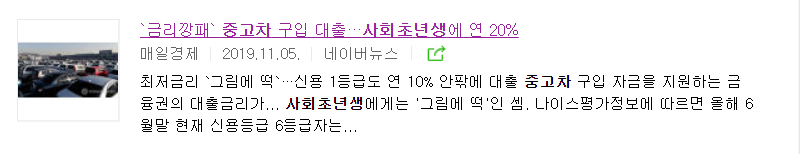 `금리깡패` 중고차 구입 대출…사회초년생에 연 20%
매일경제 2019.11.05. 네이버뉴스
최저금리 `그림에 떡`…신용 1등급도 연 10% 안팎에 대출 중고차 구입 자금을 지원하는 금
융권의 대출금리가... 사회초년생에게는 '그림에 떡'인 셈. 나이스평가정보에 따르면 올해 6
월말 현재 신용등급 6등급자는...